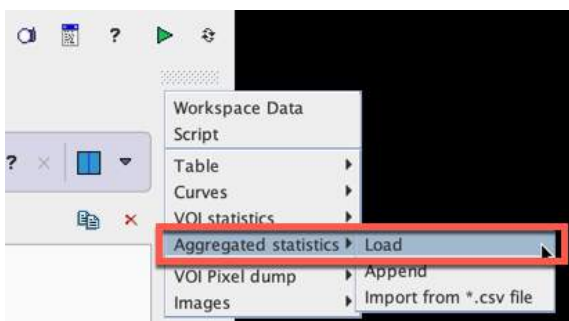 ?
Workspace Data
Script
?
Table
Curves
VOI statistics
Aggregated statistics Load
VOI Pixel dump Append
Images Import from *.csv file